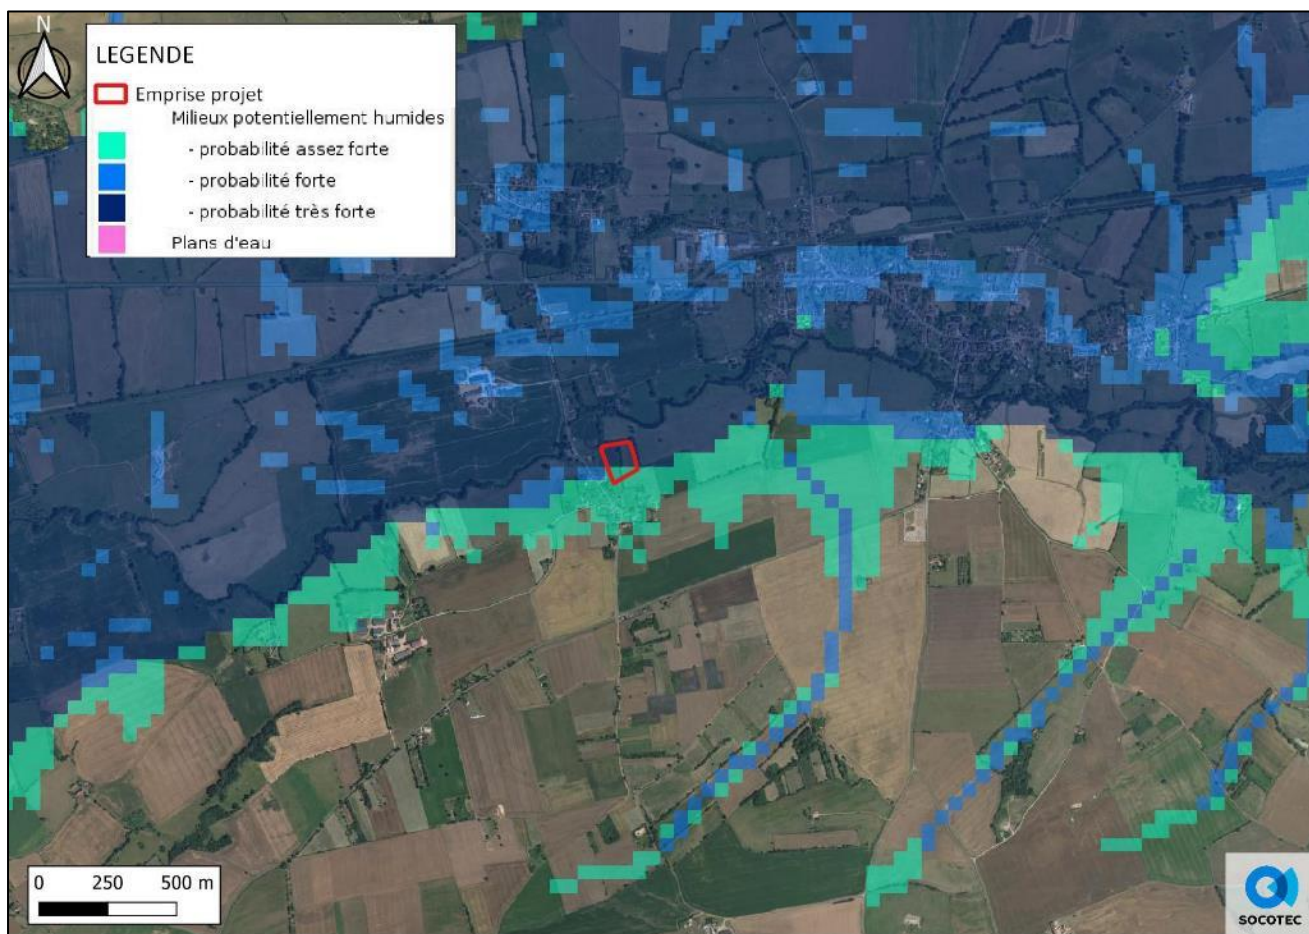 N
LEGENDE
Emprise projet
Milieux potentiellement humides
- probabilité assez forte
- probabilité forte
- probabilité très forte
Plans d'eau
0 250 500 m
SOCOTEC